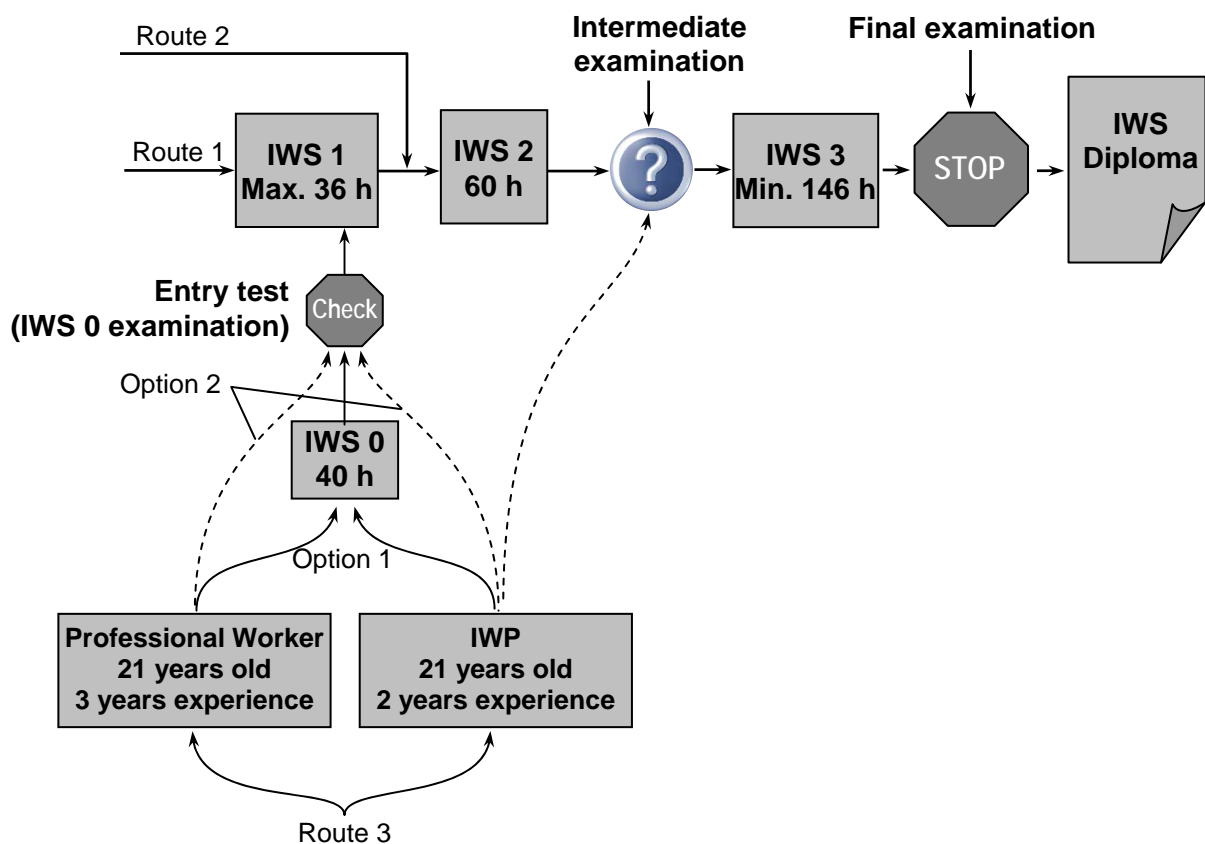 Route 2
Intermediate
examination
Final examination
Route 1
IWS 1
Max. 36 h
IWS 2
60 h
?
IWS 3
Min. 146 h
STOP
IWS
Diploma
Entry test
(IWS 0 examination)
Check
Option 2
IWS 0
40 h
Option 1
Professional Worker
21 years old
3 years experience
IWP
21 years old
2 years experience
Route 3